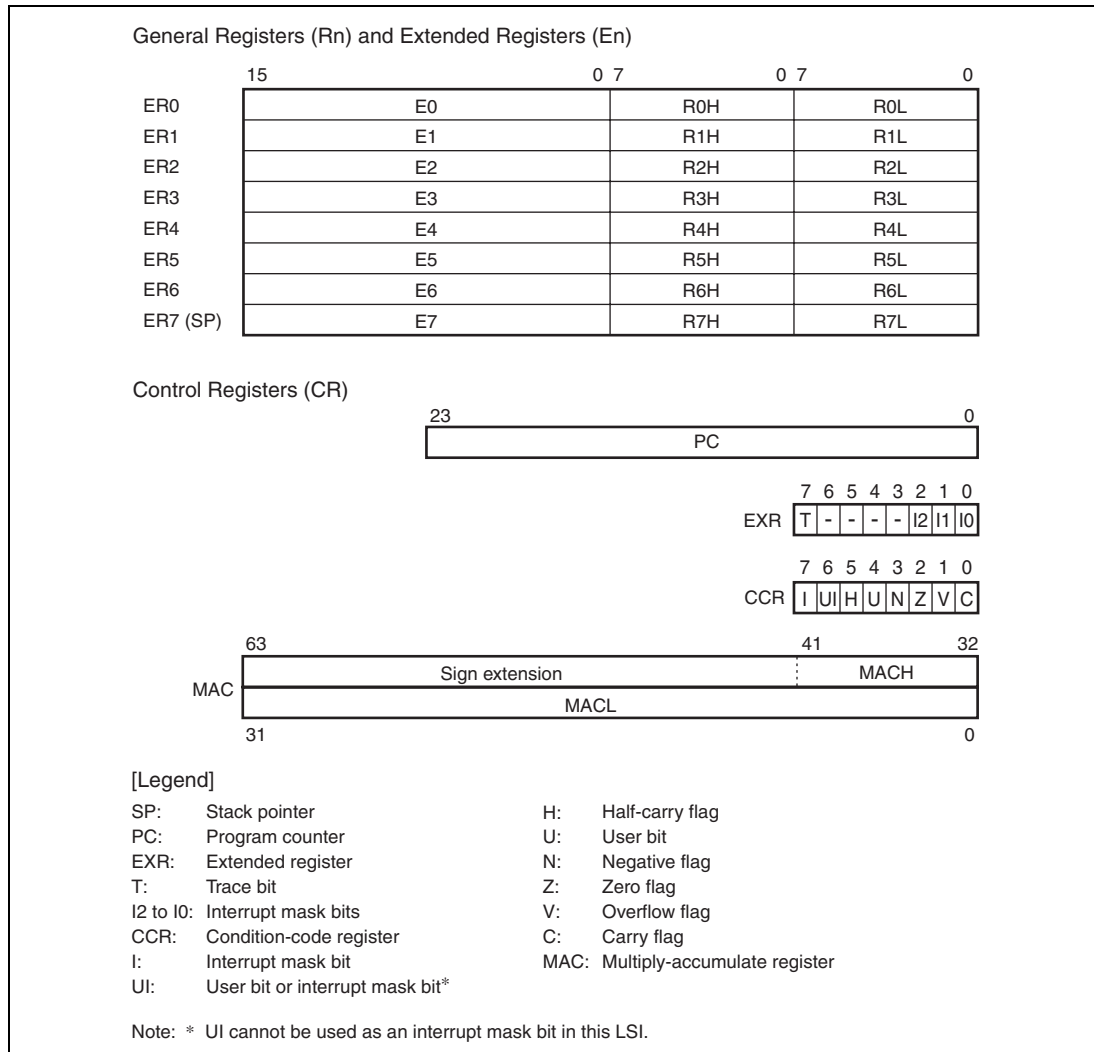 General Registers (Rn) and Extended Registers (En)
15 0 7 0 7 0
ER0 E0 R0H R0L
ER1 E1 R1H R1L
ER2 E2 R2H R2L
ER3 E3 R3H R3L
ER4 E4 R4H R4L
ER5 E5 R5H R5L
ER6 E6 R6H R6L
ER7 (SP) E7 R7H R7L
Control Registers (CR)
23 0
PC
7 6 5 4 3 2 1 0
EXR T - - - - I2 I1 I0
7 6 5 4 3 2 1 0
CCR I UI H U N Z V C
63 41 32
Sign extension MACH
MAC
MACL
31 0
[Legend]
SP: Stack pointer
PC: Program counter
EXR: Extended register
T: Trace bit
I2 to I0: Interrupt mask bits
CCR: Condition-code register
I: Interrupt mask bit
UI: User bit or interrupt mask bit*
H: Half-carry flag
U: User bit
N: Negative flag
Z: Zero flag
V: Overflow flag
C: Carry flag
MAC: Multiply-accumulate register
Note: * UI cannot be used as an interrupt mask bit in this LSI.